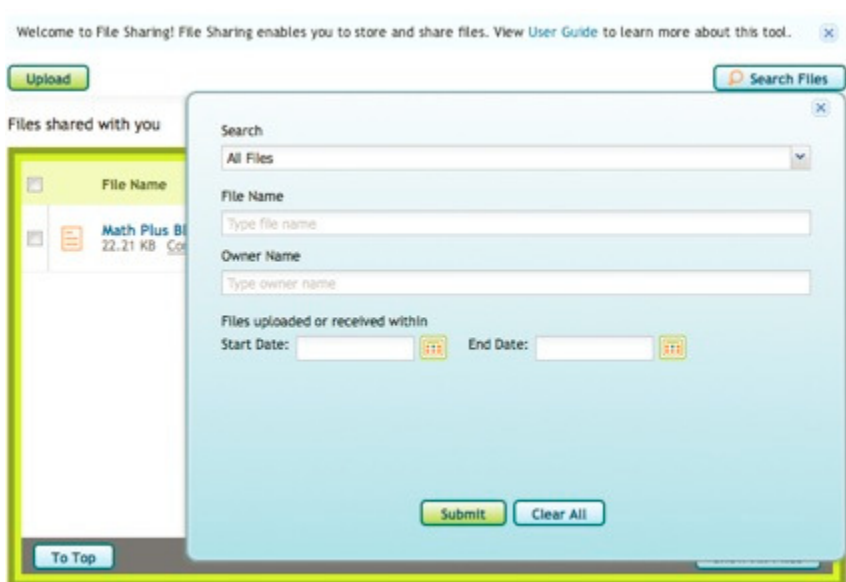 Welcome to File Sharing! File Sharing enables you to store and share files. View User Guide to learn more about this tool.
Upload
Search Files
Files shared with you
Search
All Files
File Name
File Name
Type file name
Math Plus
22.21 KB
Owner Name
Type owner name
Files uploaded or received within
Start Date:
End Date:
Submit
Clear All
To Top